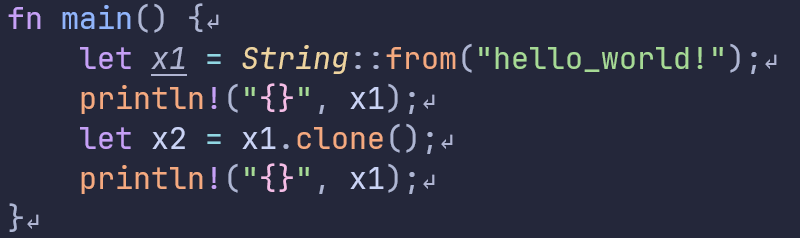 fn main() {↵
    let x1 = String::from("hello_world!");↵
    println!("{}", x1);↵
    let x2 = x1.clone();↵
    println!("{}", x1);↵
}↵